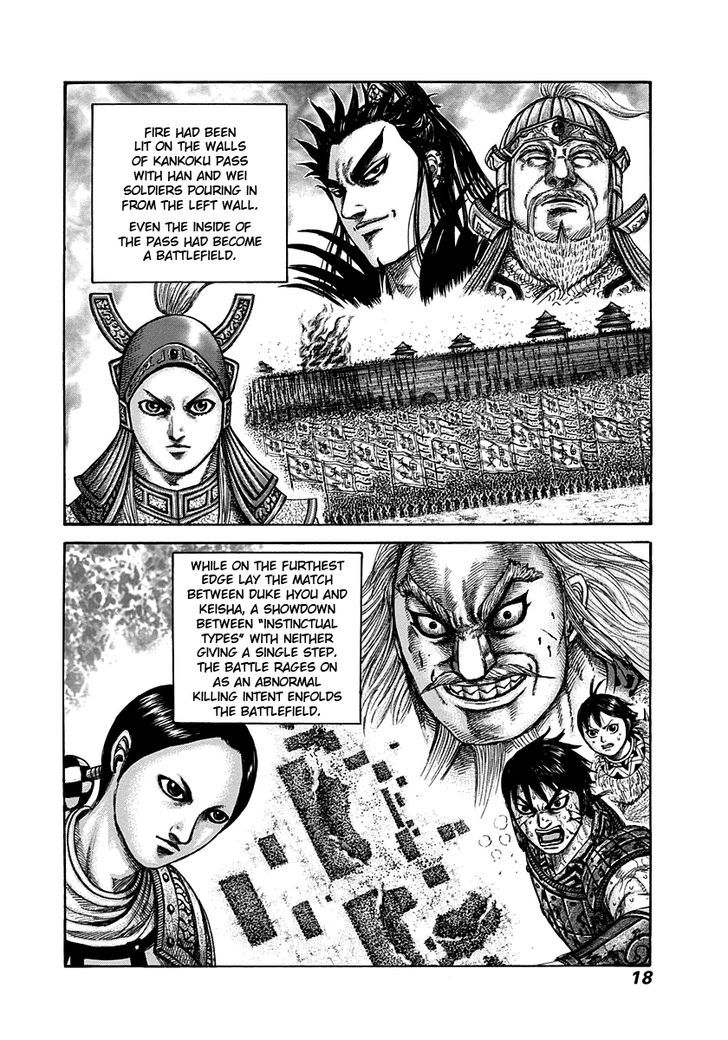 FIRE HAD BEEN
LIT ON THE WALLS
OF KANKOKU PASS
WITH HAN AND WEI
SOLDIERS POURING IN
FROM THE LEFT WALL.
EVEN THE INSIDE OF
THE PASS HAD BECOME
A BATTLEFIELD.
WHILE ON THE FURTHEST
EDGE LAY THE MATCH
BETWEEN DUKE HYOU AND
KEISHA, A SHOWDOWN
BETWEEN "INSTINCTUAL
TYPES" WITH NEITHER
GIVING A SINGLE STEP.
THE BATTLE RAGES ON
AS AN ABNORMAL
KILLING INTENT ENFOLDS
THE BATTLEFIELD.
18